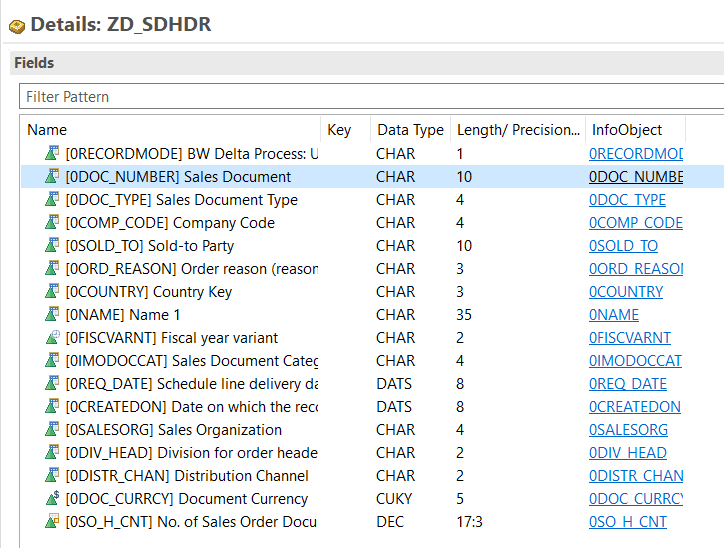 Details: ZD_SDHDR
Fields
Filter Pattern
Name Key Data Type Length/ Precision... InfoObject
[0RECORDMODE] BW Delta Process: U CHAR 1 0RECORDMOD
[0DOC_NUMBER] Sales Document CHAR 10 0DOC_NUMBE
[0DOC_TYPE] Sales Document Type CHAR 4 0DOC_TYPE
[0COMP_CODE] Company Code CHAR 4 0COMP_CODE
[0SOLD_TO] Sold-to Party CHAR 10 0SOLD_TO
[0ORD_REASON] Order reason (reason CHAR 3 0ORD_REASON
[0COUNTRY] Country Key CHAR 3 0COUNTRY
[0NAME] Name 1 CHAR 35 0NAME
[0FISCVARNT] Fiscal year variant CHAR 2 0FISCVARNT
[0IMODOCCAT] Sales Document Categ CHAR 4 0IMODOCCAT
[0REQ_DATE] Schedule line delivery da DATS 8 0REQ_DATE
[0CREATEDON] Date on which the reco DATS 8 0CREATEDON
[0SALESORG] Sales Organization CHAR 4 0SALESORG
[0DIV_HEAD] Division for order heade CHAR 2 0DIV_HEAD
[0DISTR_CHAN] Distribution Channel CHAR 2 0DISTR_CHAN
[0DOC_CURRCY] Document Currency CUKY 5 0DOC_CURRCY
[0SO_H_CNT] No. of Sales Order Docu DEC 17:3 0SO_H_CNT